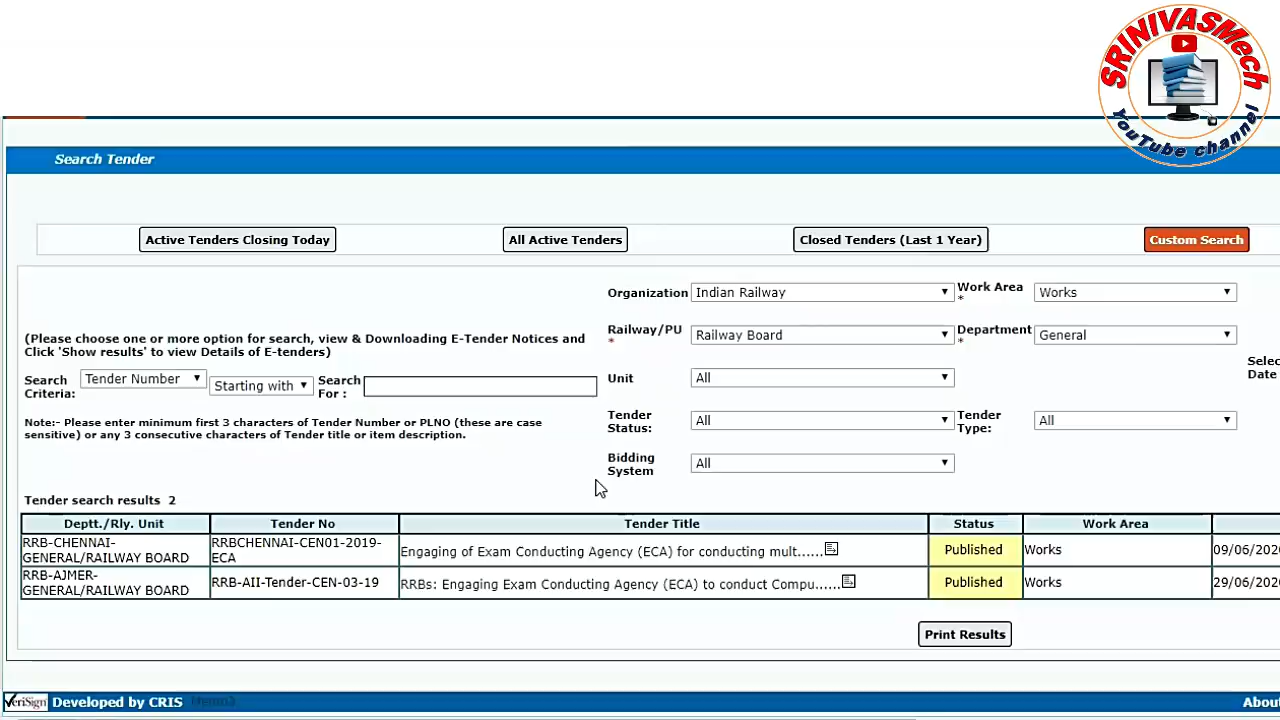 SRINIVASMech
YouTube channel
Search Tender
Active Tenders Closing Today
All Active Tenders
Closed Tenders (Last 1 Year)
Custom Search
Organization Indian Railway
Work Area * Works
Railway/PU * Railway Board
Department * General
(Please choose one or more option for search, view & Downloading E-Tender Notices and
Click 'Show results' to view Details of E-tenders)
Selec
Date
Search
Criteria: Tender Number Starting with
Search
For :
Unit All
Note:- Please enter minimum first 3 characters of Tender Number or PLNO (these are case
sensitive) or any 3 consecutive characters of Tender title or item description.
Tender
Status: All
Tender
Type: All
Bidding
System All
Tender search results 2
Deptt./Rly. Unit Tender No Tender Title Status Work Area
RRB-CHENNAI-
GENERAL/RAILWAY BOARD
RRBCHENNAI-CEN01-2019-
ECA
Engaging of Exam Conducting Agency (ECA) for conducting mult...... Published Works 09/06/202
RRB-AJMER-
GENERAL/RAILWAY BOARD
RRB-AII-Tender-CEN-03-19 RRBs: Engaging Exam Conducting Agency (ECA) to conduct Compu...... Published Works 29/06/202
Print Results
VeriSign Developed by CRIS
About